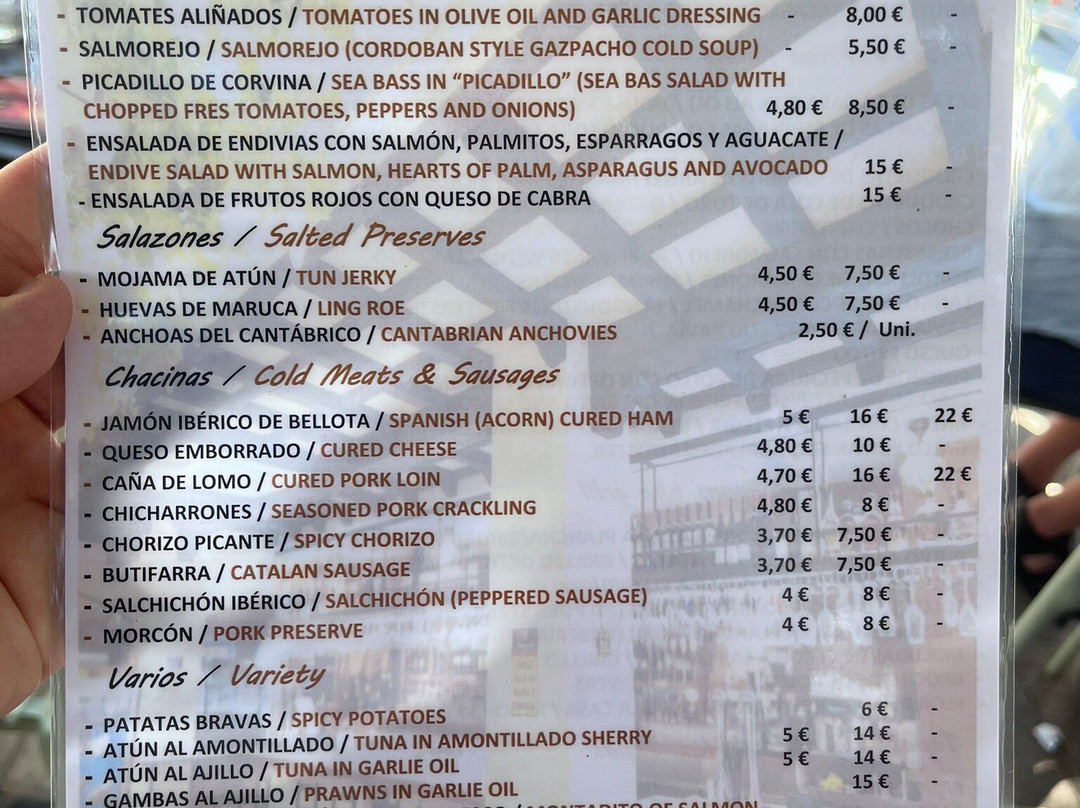 - TOMATES ALIÑADOS / TOMATOES IN OLIVE OIL AND GARLIC DRESSING - 8,00 € -
- SALMOREJO / SALMOREJO (CORDOBAN STYLE GAZPACHO COLD SOUP) - 5,50 € -
- PICADILLO DE CORVINA / SEA BASS IN “PICADILLO” (SEA BAS SALAD WITH
CHOPPED FRES TOMATOES, PEPPERS AND ONIONS) 4,80 € 8,50 € -
- ENSALADA DE ENDIVIAS CON SALMÓN, PALMITOS, ESPARRAGOS Y AGUACATE /
ENDIVE SALAD WITH SALMON, HEARTS OF PALM, ASPARAGUS AND AVOCADO 15 € -
- ENSALADA DE FRUTOS ROJOS CON QUESO DE CABRA 15 € -
Salazones / Salted Preserves
- MOJAMA DE ATÚN / TUN JERKY 4,50 € 7,50 € -
- HUEVAS DE MARUCA / LING ROE 4,50 € 7,50 € -
- ANCHOAS DEL CANTÁBRICO / CANTABRIAN ANCHOVIES 2,50 € / Uni.
Chacinas / Cold Meats & Sausages
- JAMÓN IBÉRICO DE BELLOTA / SPANISH (ACORN) CURED HAM 5 € 16 € 22 €
- QUESO EMBORRADO / CURED CHEESE 4,80 € 10 € -
- CAÑA DE LOMO / CURED PORK LOIN 4,70 € 16 € 22 €
- CHICHARRONES / SEASONED PORK CRACKLING 4,80 € 8 € -
- CHORIZO PICANTE / SPICY CHORIZO 3,70 € 7,50 € -
- BUTIFARRA / CATALAN SAUSAGE 3,70 € 7,50 € -
- SALCHICHÓN IBÉRICO / SALCHICHÓN (PEPPERED SAUSAGE) 4 € 8 € -
- MORCÓN / PORK PRESERVE 4 € 8 € -
Varios / Variety
- PATATAS BRAVAS / SPICY POTATOES 6 € -
- ATÚN AL AMONTILLADO / TUNA IN AMONTILLADO SHERRY 5 € 14 € -
- ATÚN AL AJILLO / TUNA IN GARLIE OIL 5 € 14 € -
- GAMBAS AL AJILLO / PRAWNS IN GARLIE OIL 15 € -
/ MONTADITO OF SALMON